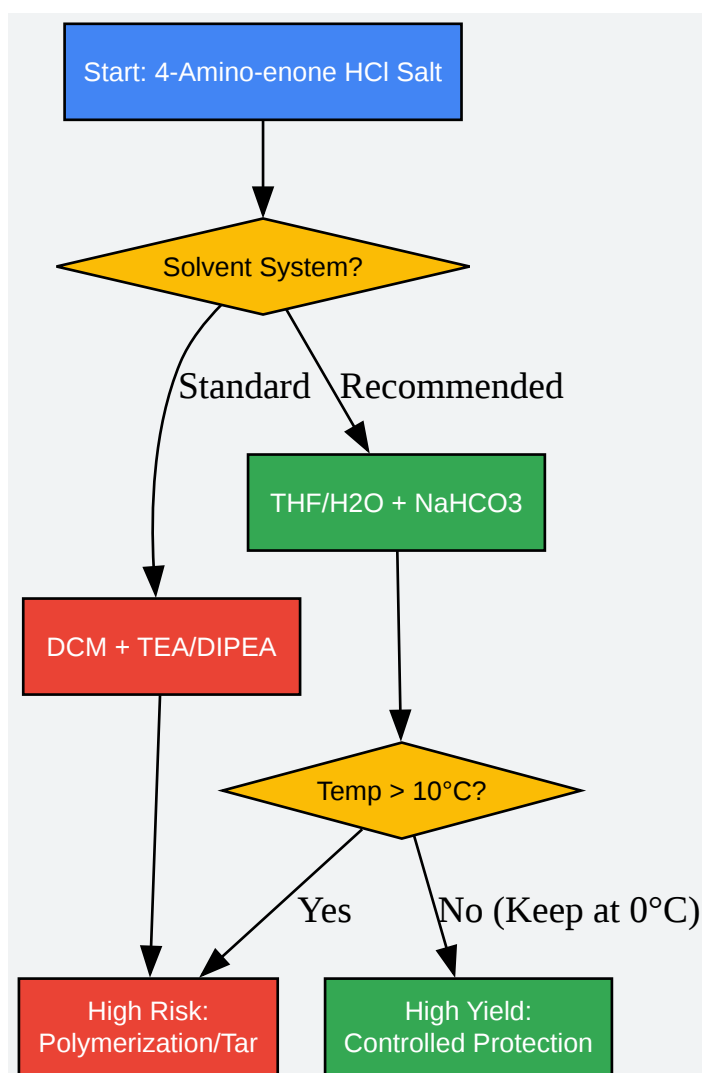 Start: 4-Amino-enone HCl Salt
Solvent System?
Standard
Recommended
THF/H2O + NaHCO3
DCM + TEA/DIPEA
Temp > 10°C?
Yes
No (Keep at 0°C)
High Risk:
Polymerization/Tar
High Yield:
Controlled Protection